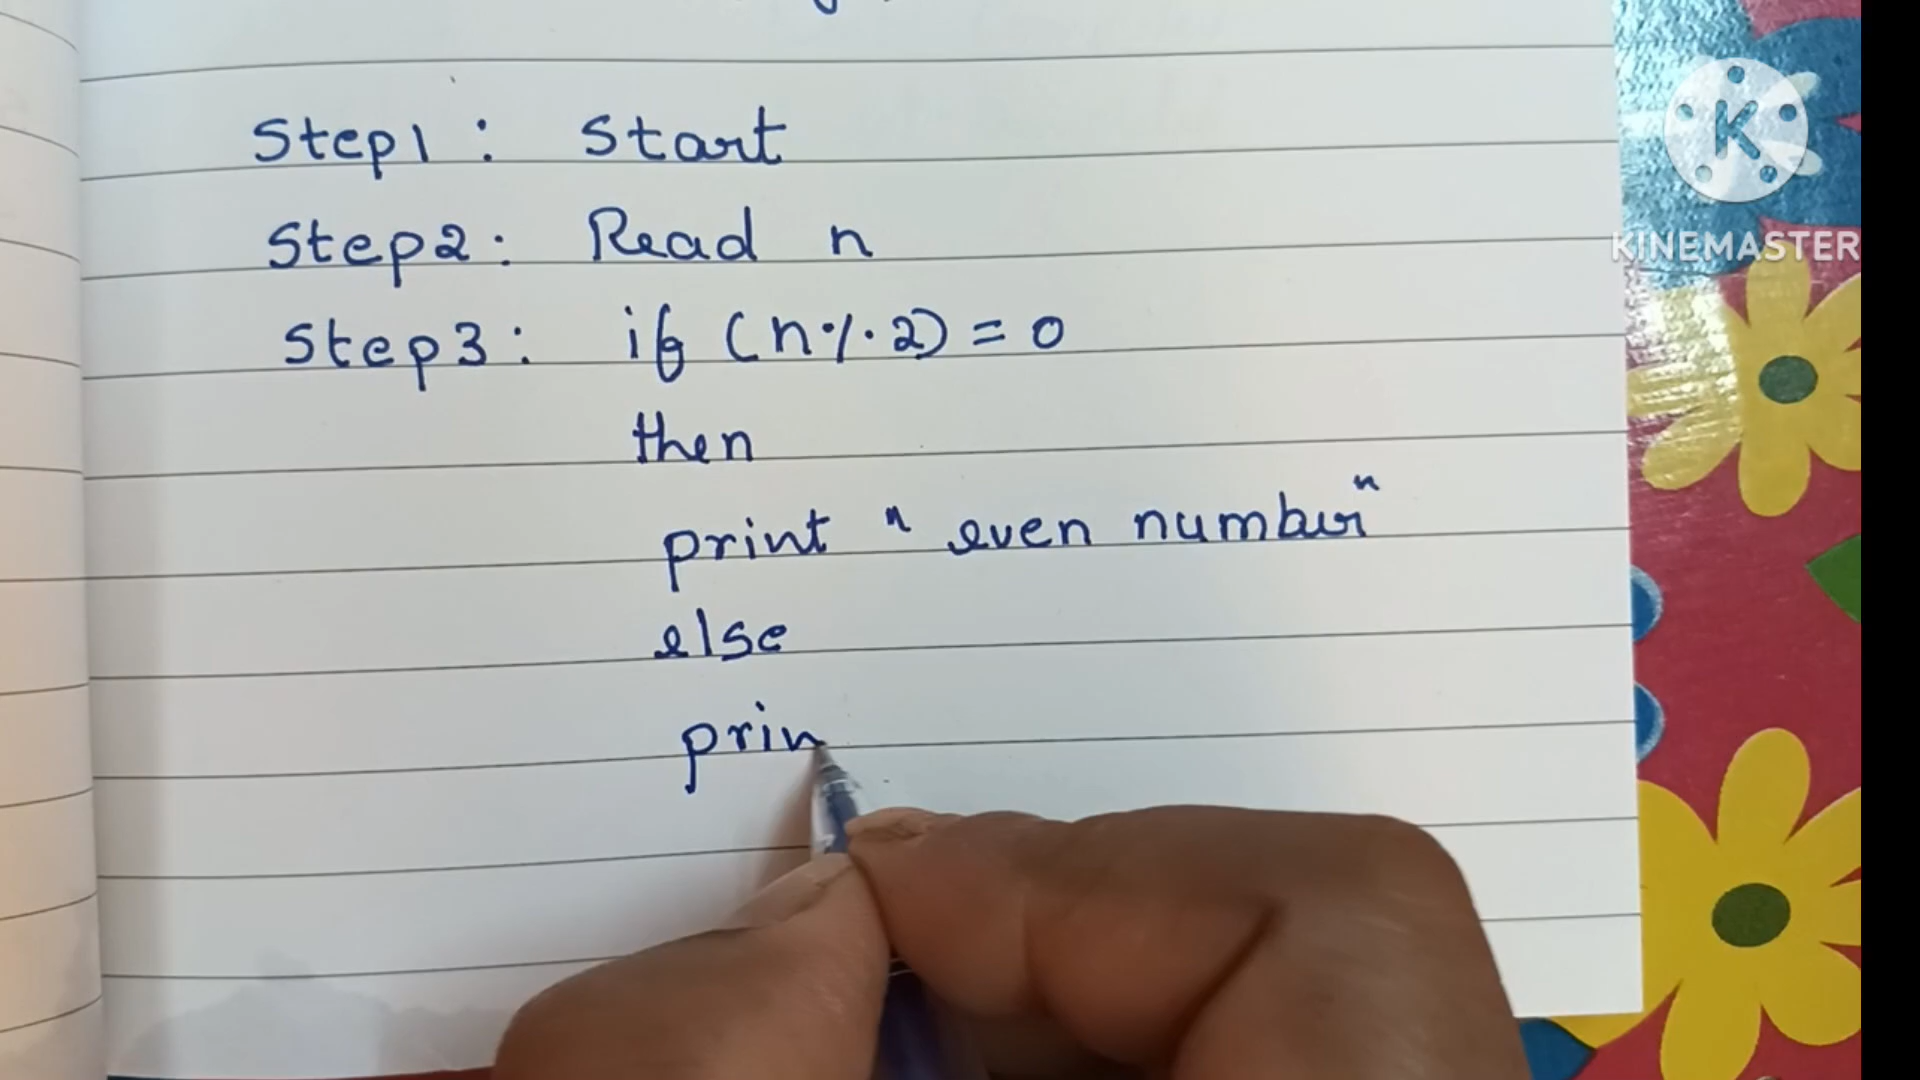 Step1 : Start
Step2 : Read n
Step3 : if (n % 2) = 0
then
print " even number "
else
prin
K
KINEMASTER